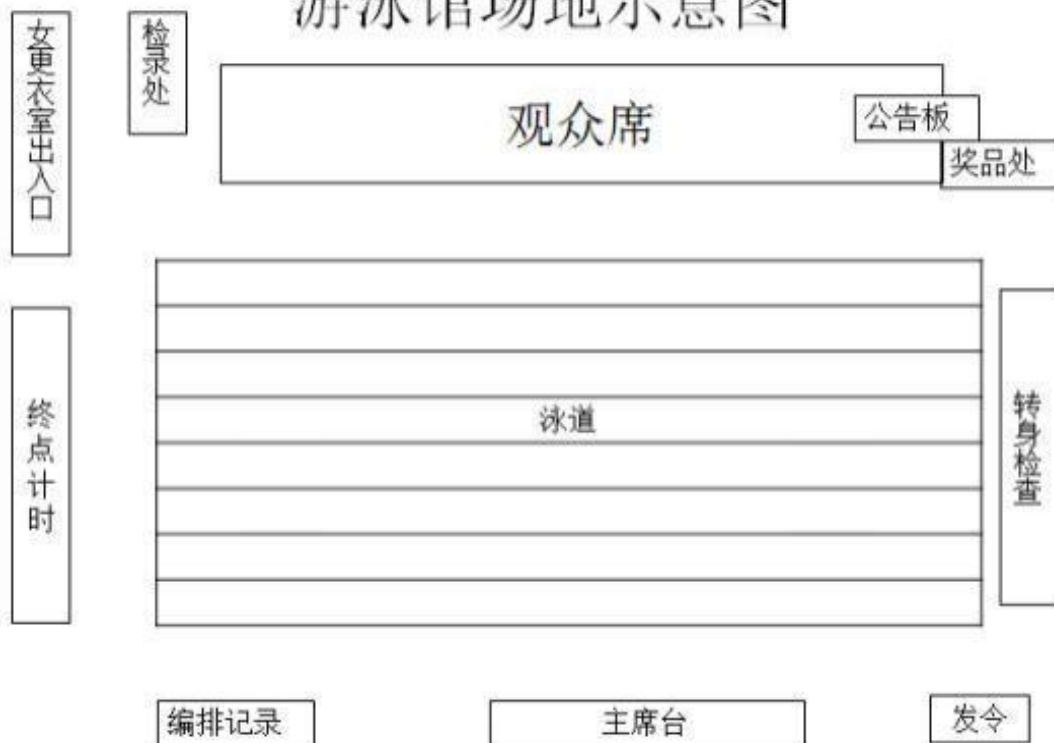 游泳馆场地示意图
女更衣室出入口
检录处
观众席
公告板
奖品处
终点计时
泳道
转身检查
编排记录
主席台
发令